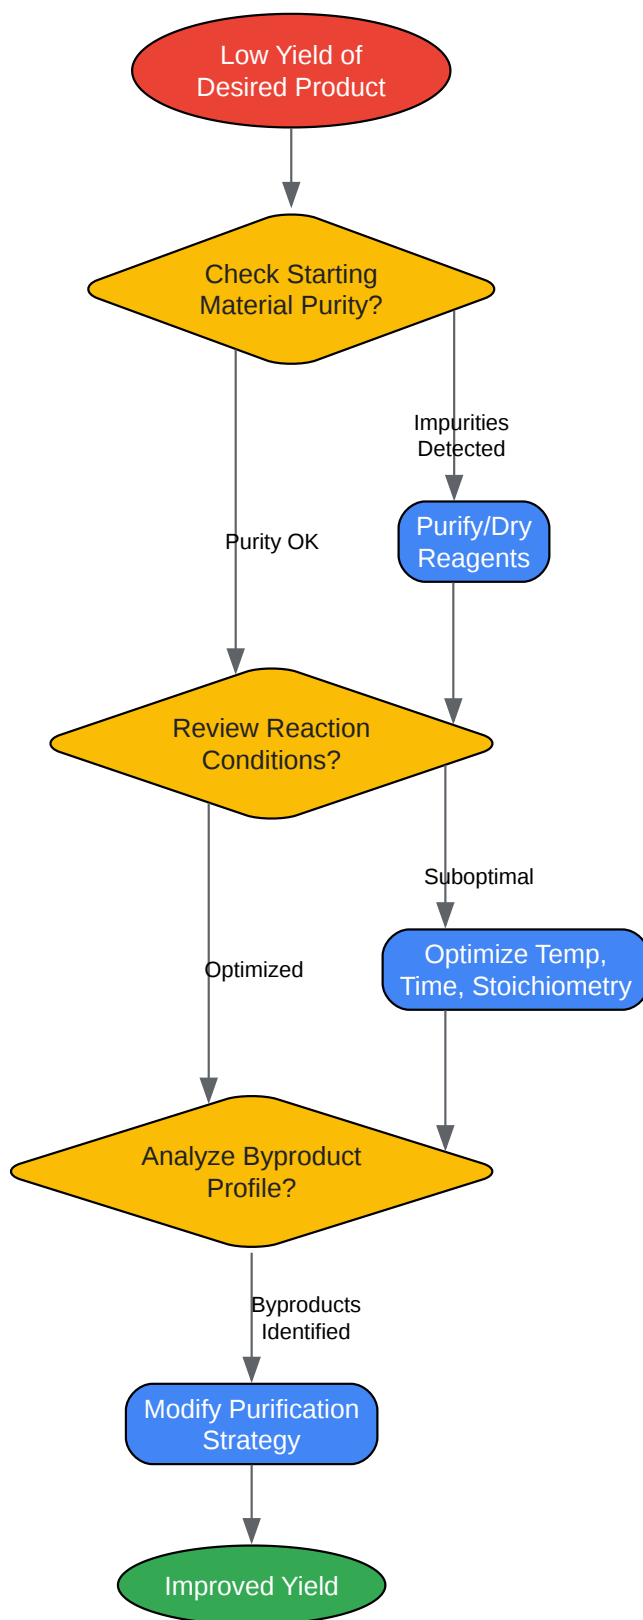 Low Yield of
Desired Product
Check Starting
Material Purity?
Impurities
Detected
Purity OK
Purify/Dry
Reagents
Review Reaction
Conditions?
Suboptimal
Optimized
Optimize Temp,
Time, Stoichiometry
Analyze Byproduct
Profile?
Byproducts
Identified
Modify Purification
Strategy
Improved Yield